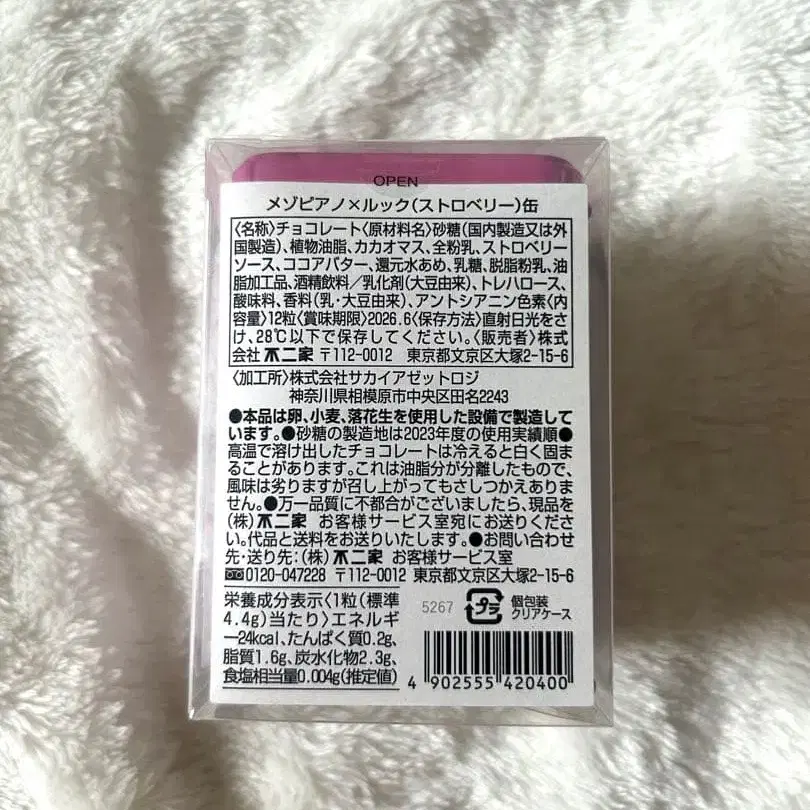 OPEN
メゾピアノ×ルック(ストロベリー)缶
〈名称〉チョコレート〈原材料名〉砂糖(国内製造又は外
国製造)、植物油脂、カカオマス、全粉乳、ストロベリー
ソース、ココアバター、還元水あめ、乳糖、脱脂粉乳、油
脂加工品、酒精飲料／乳化剤(大豆由来)、トレハロース、
酸味料、香料(乳・大豆由来)、アントシアニン色素〈内
容量〉12粒〈賞味期限〉2026.6〈保存方法〉直射日光をさ
け、28℃以下で保存してください。〈販売者〉株式
会社 不二家 〒112-0012 東京都文京区大塚2-15-6
〈加工所〉株式会社サカイアゼットロジ
神奈川県相模原市中央区田名2243
●本品は卵、小麦、落花生を使用した設備で製造して
います。●砂糖の製造地は2023年度の使用実績順●
高温で溶け出したチョコレートは冷えると白く固ま
ることがあります。これは油脂分が分離したもので、
風味は劣りますが召し上がってもさしつかえありま
せん。●万一品質に不都合がございましたら、現品を
(株)不二家 お客様サービス室宛にお送りくださ
い。代品と送料をお送りいたします。●お問い合わせ
先・送り先：(株)不二家 お客様サービス室
0120-047228 〒112-0012 東京都文京区大塚2-15-6
栄養成分表示〈1粒(標準
4.4g)当たり〉エネルギ
ー24kcal、たんぱく質0.2g、
脂質1.6g、炭水化物2.3g、
食塩相当量0.004g(推定値)
5267
プラ
個包装
クリアケース
4 902555 420400